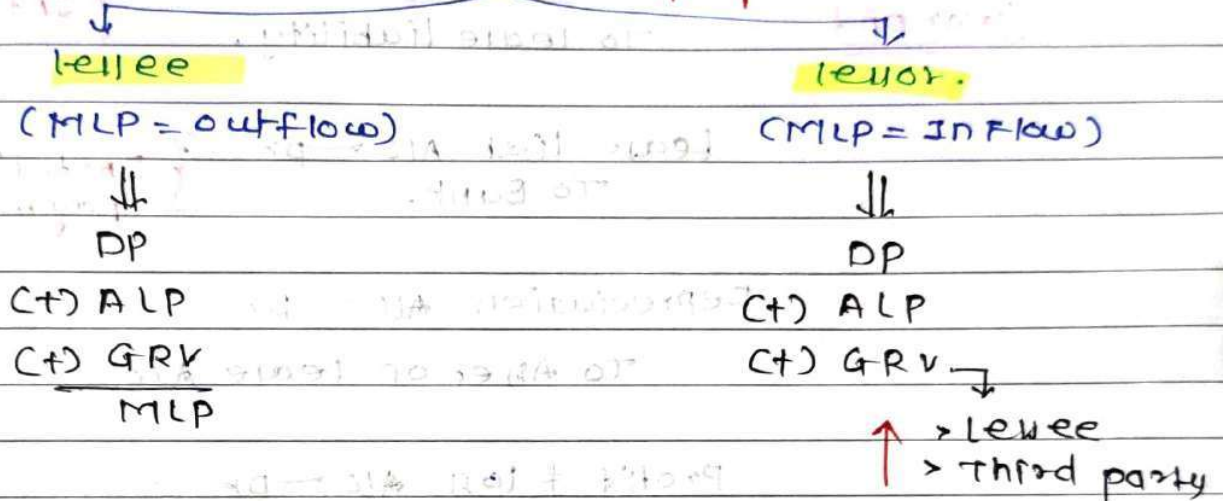 lessee lessor.
(MLP = outflow) (MLP = InFlow)
DP DP
(+) ALP (+) ALP
(+) GRV (+) GRV
MLP
> Lessee
> Third party